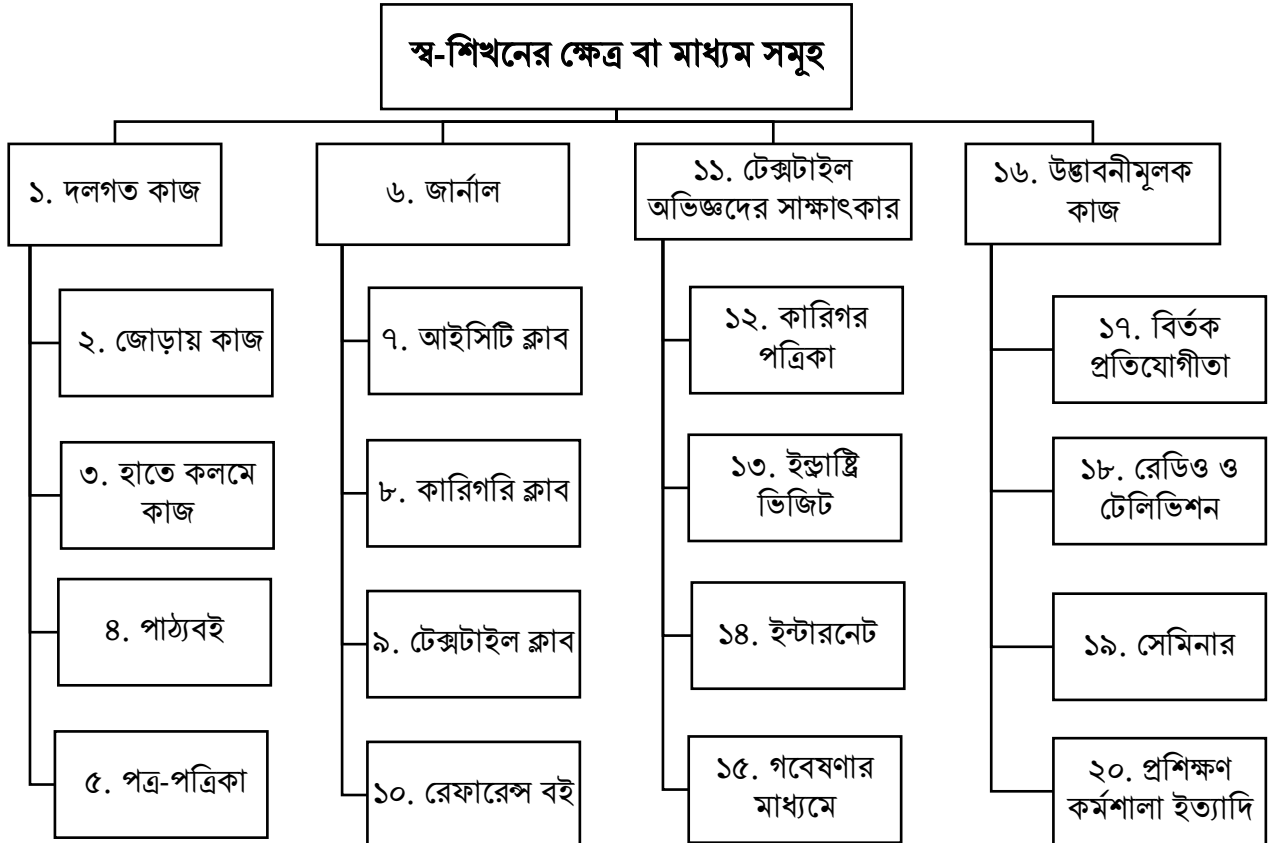 স্ব-শিখনের ক্ষেত্র বা মাধ্যম সমূহ
১. দলগত কাজ
২. জোড়ায় কাজ
৩. হাতে কলমে
কাজ
৪. পাঠ্যবই
৫. পত্র-পত্রিকা
৬. জার্নাল
৭. আইসিটি ক্লাব
৮. কারিগরি ক্লাব
৯. টেক্সটাইল ক্লাব
১০. রেফারেন্স বই
১১. টেক্সটাইল
অভিজ্ঞদের সাক্ষাৎকার
১২. কারিগর
পত্রিকা
১৩. ইন্ড্রাষ্ট্রি
ভিজিট
১৪. ইন্টারনেট
১৫. গবেষণার
মাধ্যমে
১৬. উদ্ভাবনীমূলক
কাজ
১৭. বির্তক
প্রতিযোগীতা
১৮. রেডিও ও
টেলিভিশন
১৯. সেমিনার
২০. প্রশিক্ষণ
কর্মশালা ইত্যাদি